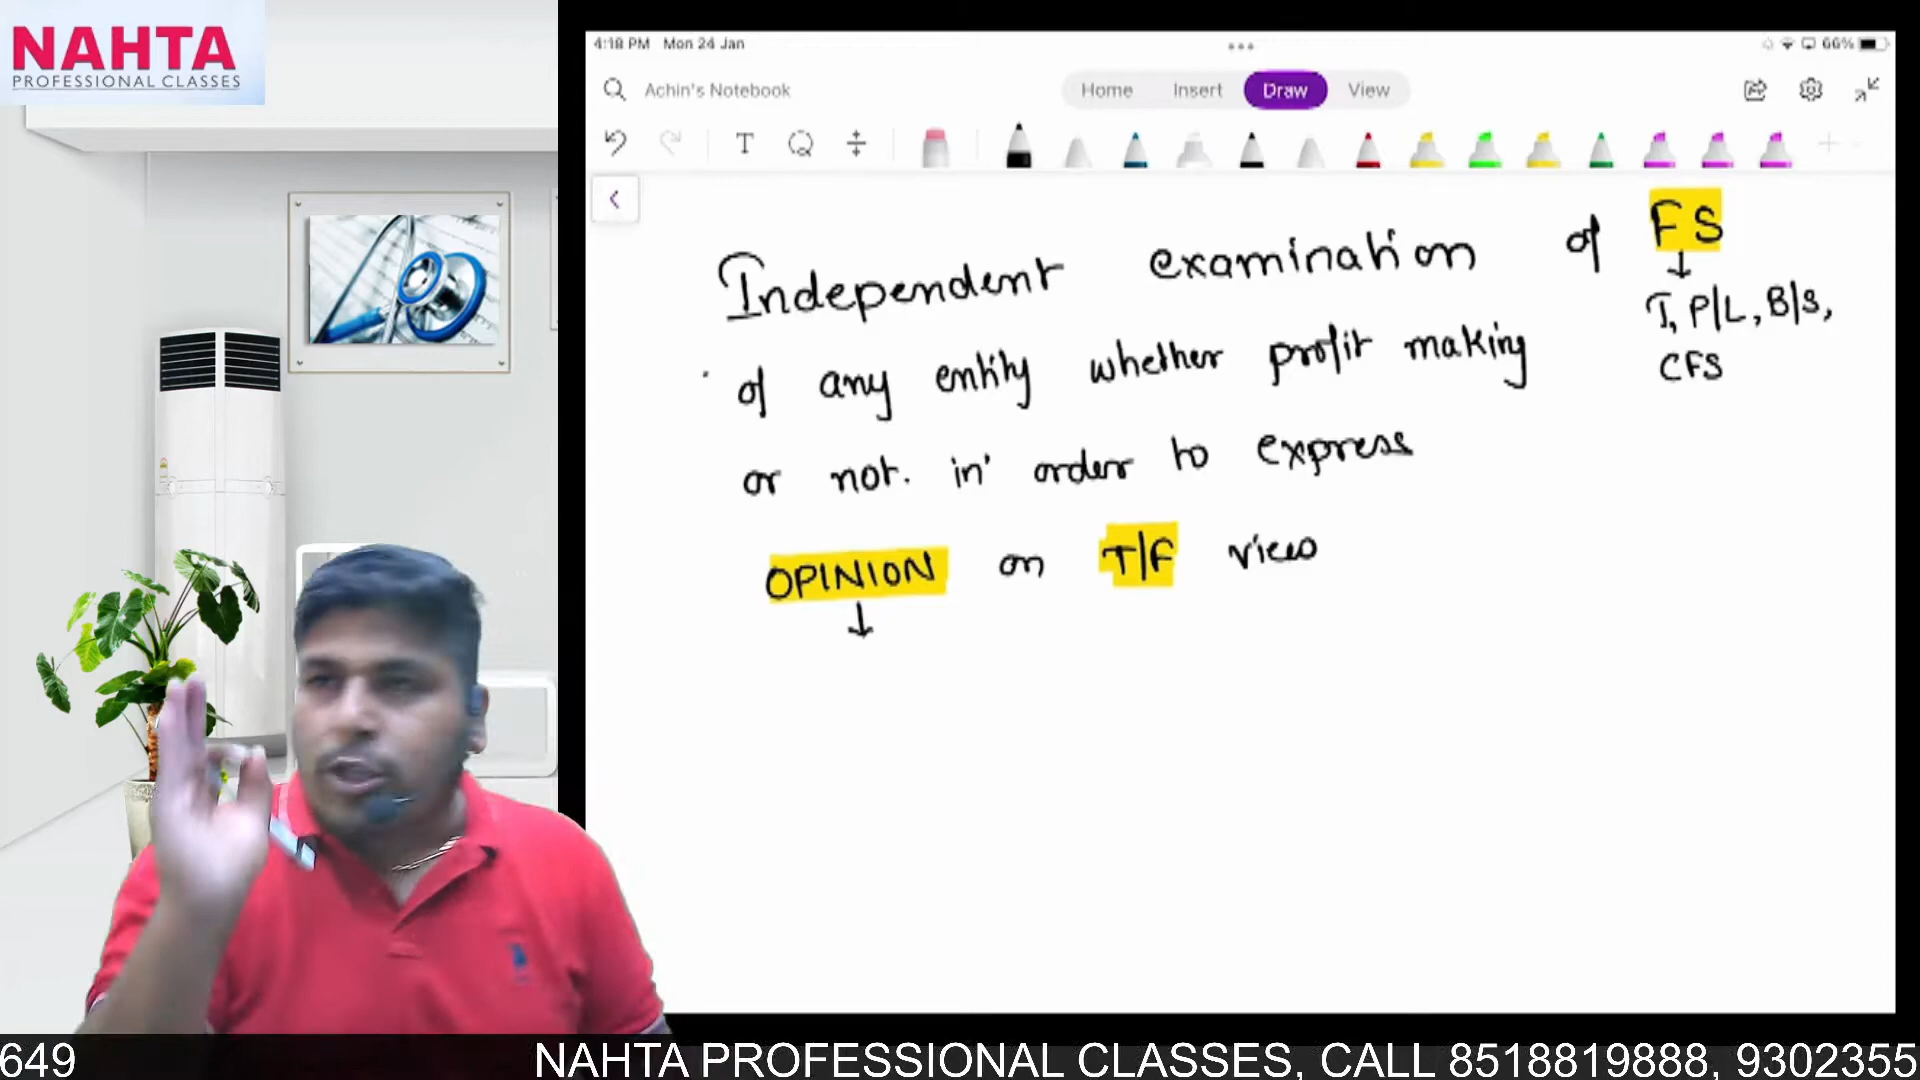 NAHTA
PROFESSIONAL CLASSES
4:18 PM Mon 24 Jan
66%
Achin's Notebook
Home Insert Draw View
T
Independent examination of FS
T, P/L, B/S,
CFS
of any entity whether profit making
or not. in order to express
OPINION on T/F view
649 NAHTA PROFESSIONAL CLASSES, CALL 8518819888, 9302355